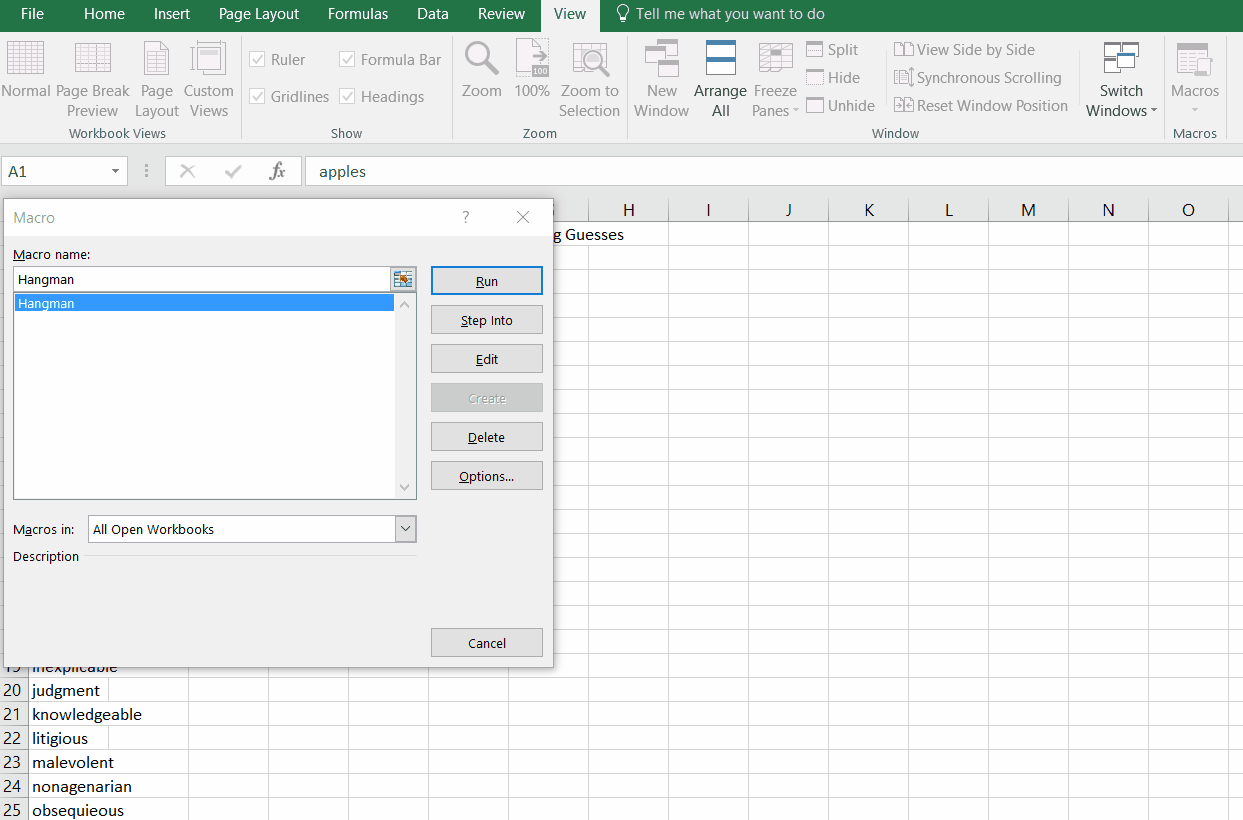 File Home Insert Page Layout Formulas Data Review View Tell me what you want to do
Normal Page Break Preview Page Layout Custom Views
Workbook Views
Ruler Formula Bar
Gridlines Headings
Show
Zoom 100% Zoom to Selection
100
Zoom
New Window Arrange All Freeze Panes
Split
Hide
Unhide
View Side by Side
Synchronous Scrolling
Reset Window Position
Switch Windows
Window
Macros
Macros
A1 fx apples
H I J K L M N O
g Guesses
Macro ?
Macro name:
Hangman
Hangman
Run
Step Into
Edit
Create
Delete
Options...
Macros in: All Open Workbooks
Description
Cancel
19 inexplicable
20 judgment
21 knowledgeable
22 litigious
23 malevolent
24 nonagenarian
25 obsequieous